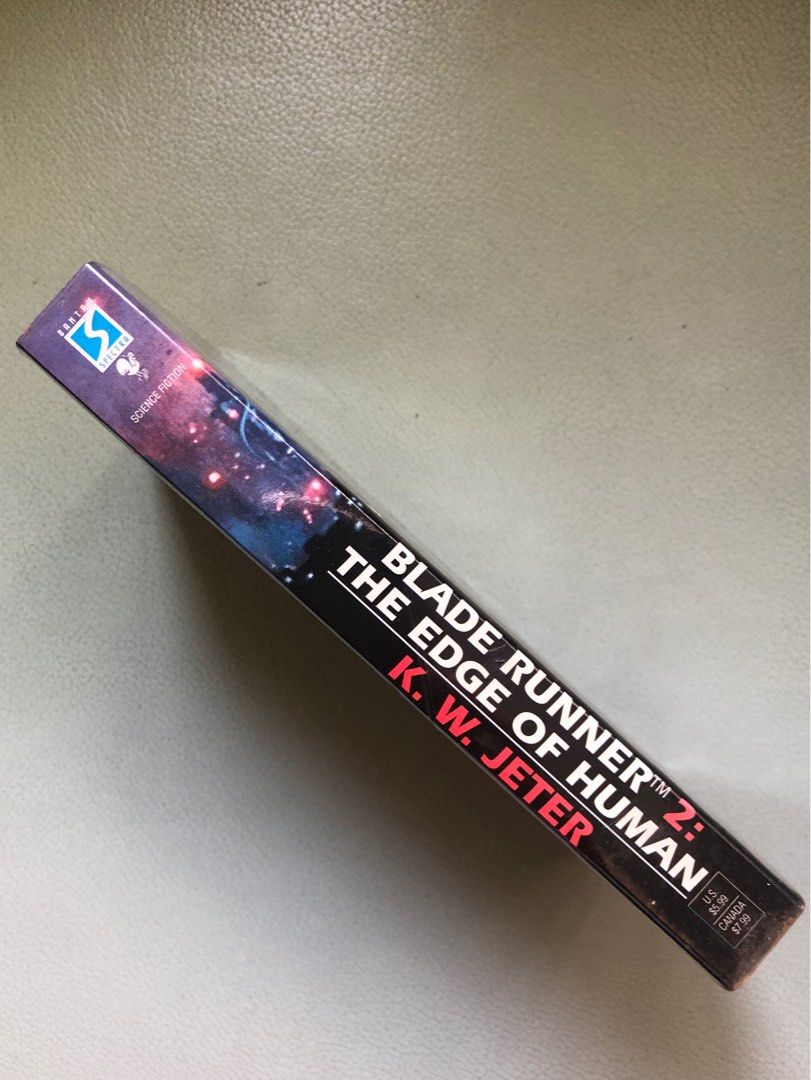 BANTAM
S
SPECTRA
SCIENCE FICTION
BLADE RUNNER™ 2:
THE EDGE OF HUMAN
K. W. JETER
U.S.
$5.99
CANADA
$7.99